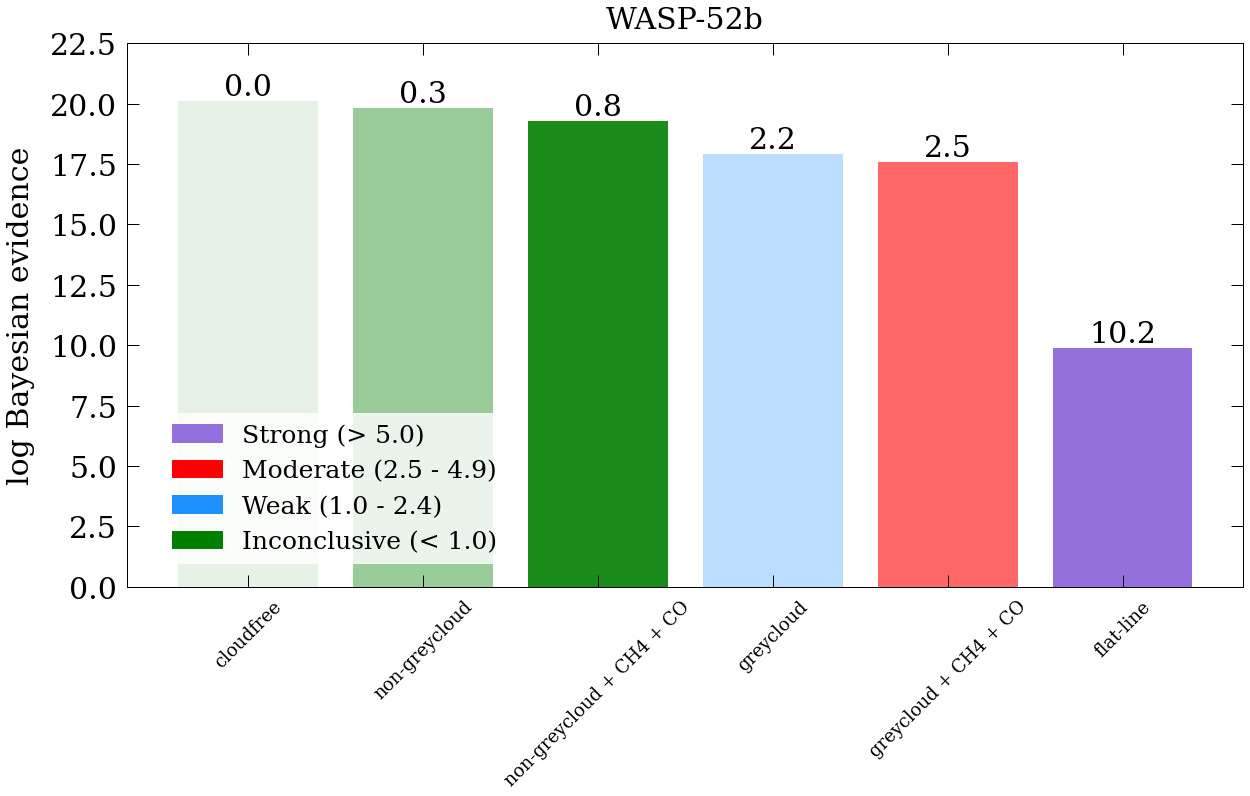 WASP-52b
log Bayesian evidence
22.5
20.0
17.5
15.0
12.5
10.0
7.5
5.0
2.5
0.0
0.0
0.3
0.8
2.2
2.5
10.2
Strong (> 5.0)
Moderate (2.5 - 4.9)
Weak (1.0 - 2.4)
Inconclusive (< 1.0)
cloudfree
non-greycloud
non-greycloud + CH4 + CO
greycloud
greycloud + CH4 + CO
flat-line